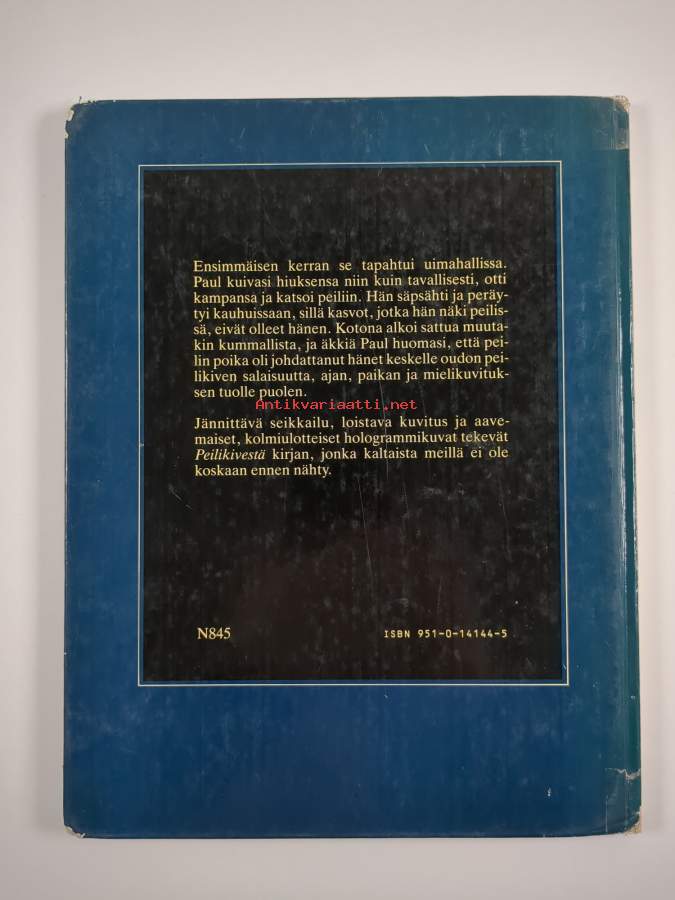 Ensimmäisen kerran se tapahtui uimahallissa.
Paul kuivasi hiuksensa niin kuin tavallisesti, otti
kampansa ja katsoi peiliin. Hän säpsähti ja peräy-
tyi kauhuissaan, sillä kasvot, jotka hän näki peilis-
sä, eivät olleet hänen. Kotona alkoi sattua muuta-
kin kummallista, ja äkkiä Paul huomasi, että pei-
lin poika oli johdattanut hänet keskelle oudon pei-
likiven salaisuutta, ajan, paikan ja mielikuvituk-
sen tuolle puolen.
Antikvariaatti.net
Jännittävä seikkailu, loistava kuvitus ja aave-
maiset, kolmiulotteiset hologrammikuvat tekevät
Peilikivestä kirjan, jonka kaltaista meillä ei ole
koskaan ennen nähty.
N845
ISBN 951-0-14144-5